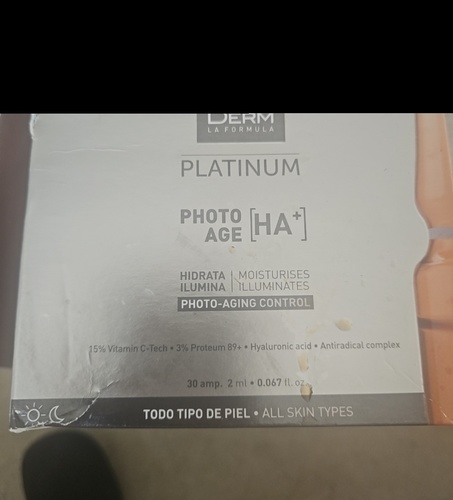 DERM
LA FORMULA
PLATINUM
PHOTO AGE [HA+]
HIDRATA | MOISTURISES
ILUMINA | ILLUMINATES
PHOTO-AGING CONTROL
15% Vitamin C-Tech • 3% Proteum 89+ • Hyaluronic acid • Antiradical complex
30 amp. 2 ml • 0.067 fl. oz.
TODO TIPO DE PIEL • ALL SKIN TYPES